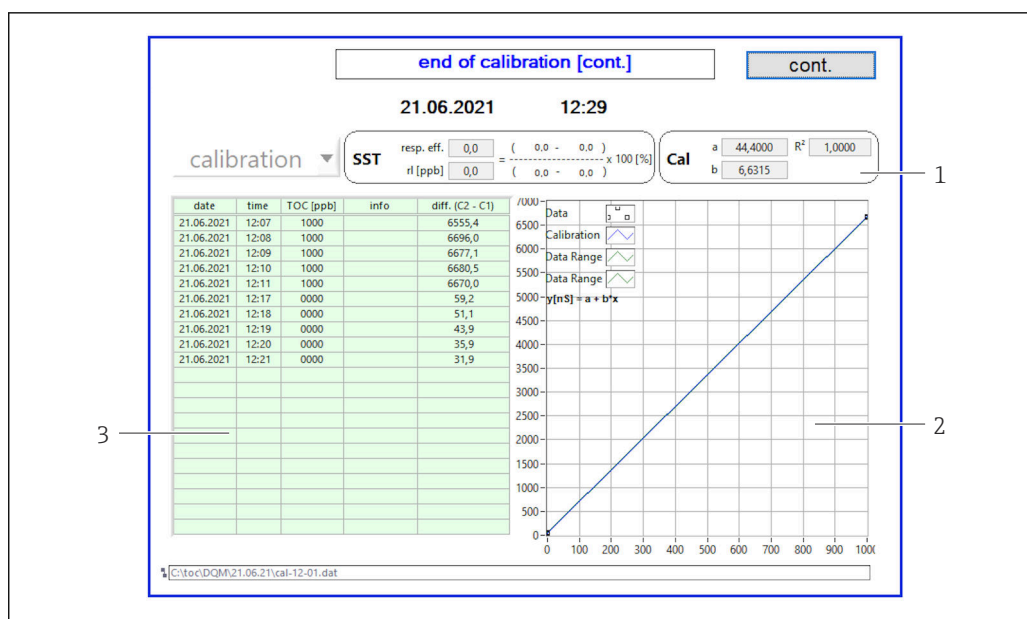 end of calibration [cont.]
cont.
21.06.2021 12:29
calibration
SST
resp. eff. 0,0 = ( 0,0 - 0,0 ) x 100 [%]
rl [ppb] 0,0 ( 0,0 - 0,0 )
Cal
a 44,4000 R² 1,0000
b 6,6315
1
date time TOC [ppb] info diff. (C2 - C1)
21.06.2021 12:07 1000 6555,4
21.06.2021 12:08 1000 6696,0
21.06.2021 12:09 1000 6677,1
21.06.2021 12:10 1000 6680,5
21.06.2021 12:11 1000 6670,0
21.06.2021 12:17 0000 59,2
21.06.2021 12:18 0000 51,1
21.06.2021 12:19 0000 43,9
21.06.2021 12:20 0000 35,9
21.06.2021 12:21 0000 31,9
3
7000
6500
6000
5500
5000
4500
4000
3500
3000
2500
2000
1500
1000
500
0
Data
Calibration
Data Range
Data Range
y[nS] = a + b*x
2
0 100 200 300 400 500 600 700 800 900 1000
C:\toc\DQM\21.06.21\cal-12-01.dat